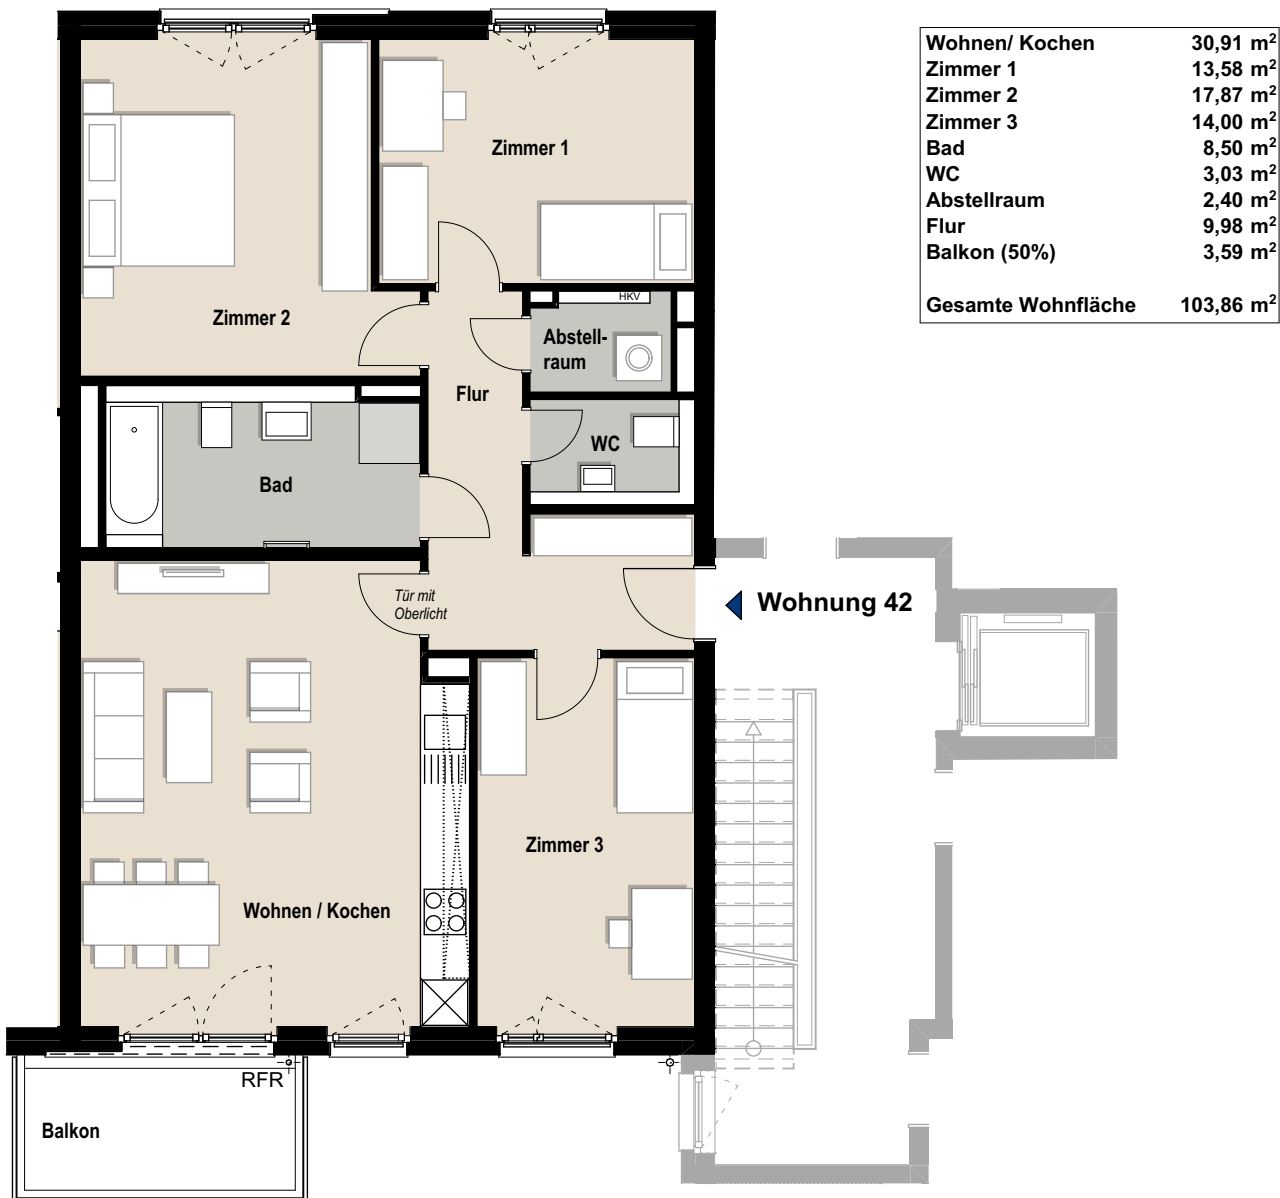 Wohnen/ Kochen 30,91 m²
Zimmer 1 13,58 m²
Zimmer 2 17,87 m²
Zimmer 3 14,00 m²
Bad 8,50 m²
WC 3,03 m²
Abstellraum 2,40 m²
Flur 9,98 m²
Balkon (50%) 3,59 m²
Gesamte Wohnfläche 103,86 m²
Zimmer 1
HKV
Zimmer 2
Abstell-
raum
Flur
WC
Bad
Tür mit
Oberlicht
Wohnung 42
Zimmer 3
Wohnen / Kochen
RFR
Balkon